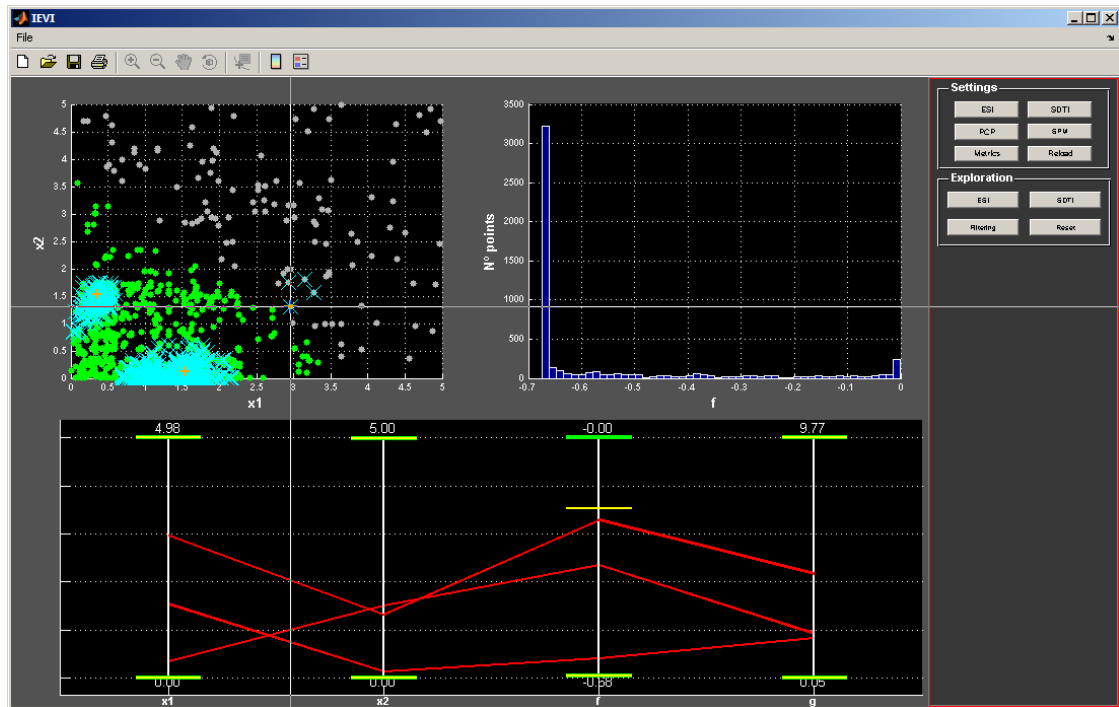 IEVI
File
5
4.5
4
3.5
3
2.5
2
1.5
1
0.5
0
x2
0 0.5 1 1.5 2 2.5 3 3.5 4 4.5 5
x1
3500
3000
2500
2000
1500
1000
500
0
N° points
-0.7 -0.6 -0.5 -0.4 -0.3 -0.2 -0.1 0
f
Settings
ESI SDTI
PCP SPM
Metrics Reload
Exploration
ESI SDTI
Filtering Reset
4.98 5.00 -0.00 9.77
0.00 0.00 -0.68 0.05
x1 x2 f g